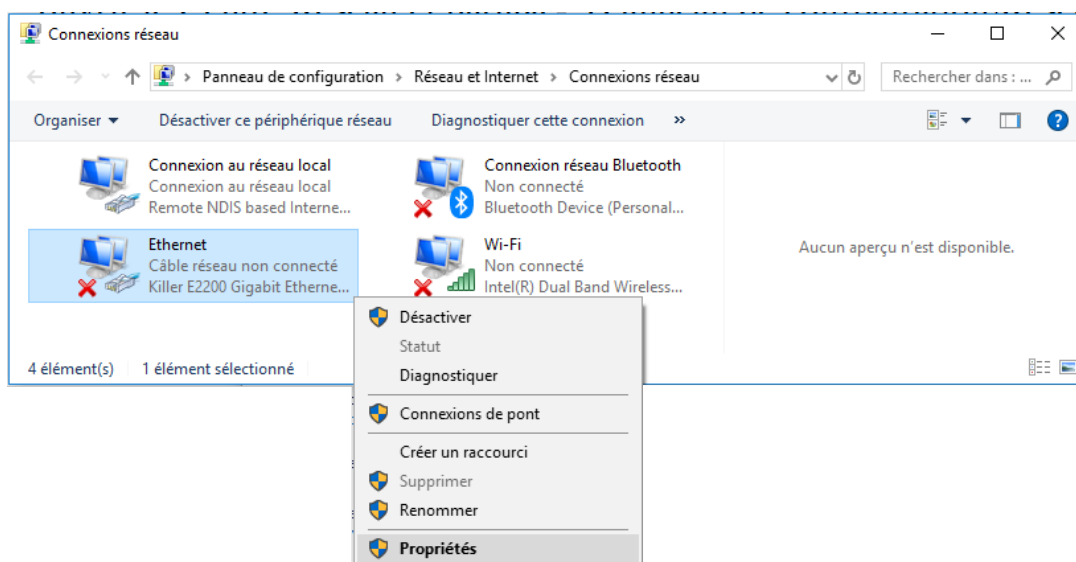 Connexions réseau
Panneau de configuration > Réseau et Internet > Connexions réseau
Rechercher dans : ...
Organiser
Désactiver ce périphérique réseau
Diagnostiquer cette connexion
»
Connexion au réseau local
Connexion au réseau local
Remote NDIS based Interne...
Connexion réseau Bluetooth
Non connecté
Bluetooth Device (Personal...
Ethernet
Câble réseau non connecté
Killer E2200 Gigabit Etherne...
Wi-Fi
Non connecté
Intel(R) Dual Band Wireless...
Aucun aperçu n'est disponible.
4 élément(s)
1 élément sélectionné
Désactiver
Statut
Diagnostiquer
Connexions de pont
Créer un raccourci
Supprimer
Renommer
Propriétés